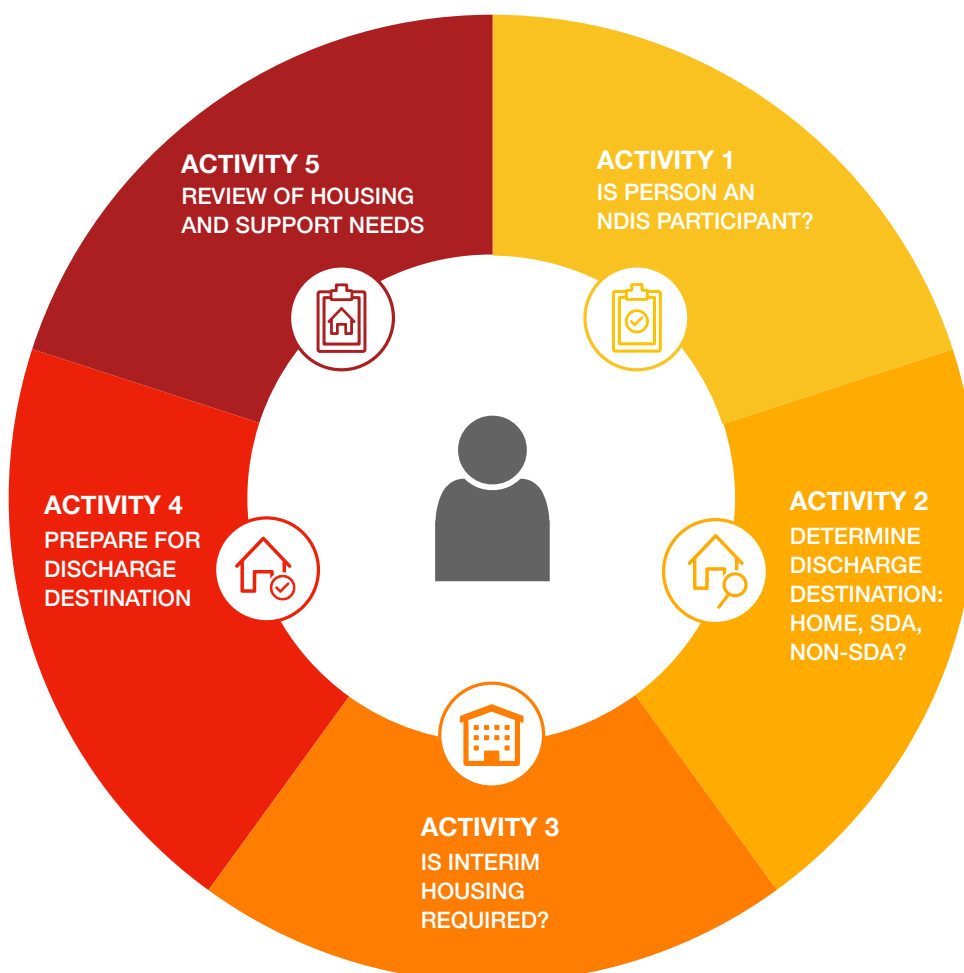 ACTIVITY 1
IS PERSON AN
NDIS PARTICIPANT?
ACTIVITY 2
DETERMINE
DISCHARGE
DESTINATION:
HOME, SDA,
NON-SDA?
ACTIVITY 3
IS INTERIM
HOUSING
REQUIRED?
ACTIVITY 4
PREPARE FOR
DISCHARGE
DESTINATION
ACTIVITY 5
REVIEW OF HOUSING
AND SUPPORT NEEDS